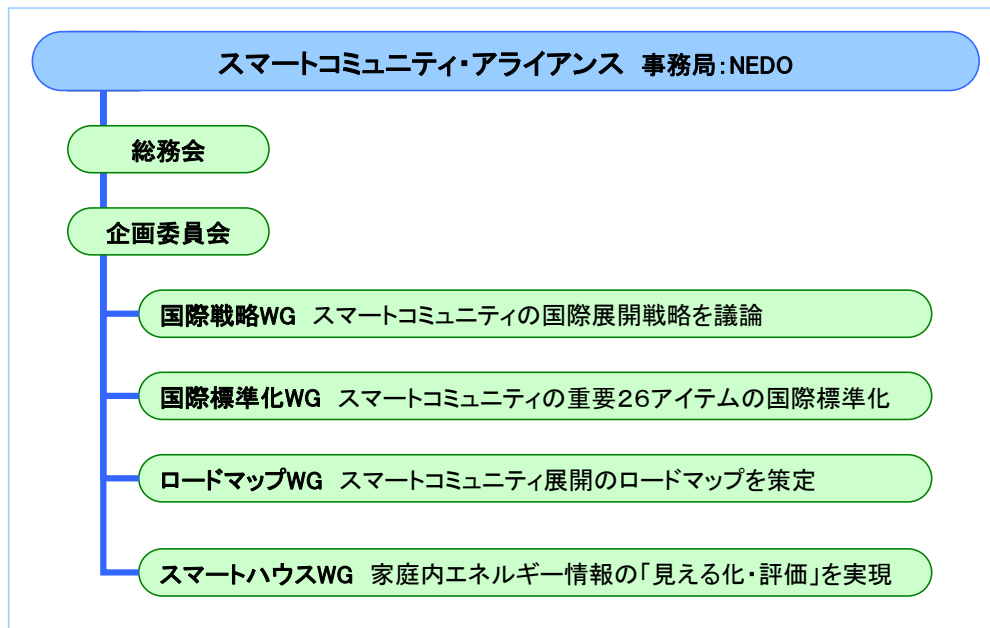 スマートコミュニティ・アライアンス 事務局:NEDO
総務会
企画委員会
国際戦略WG スマートコミュニティの国際展開戦略を議論
国際標準化WG スマートコミュニティの重要26アイテムの国際標準化
ロードマップWG スマートコミュニティ展開のロードマップを策定
スマートハウスWG 家庭内エネルギー情報の「見える化・評価」を実現